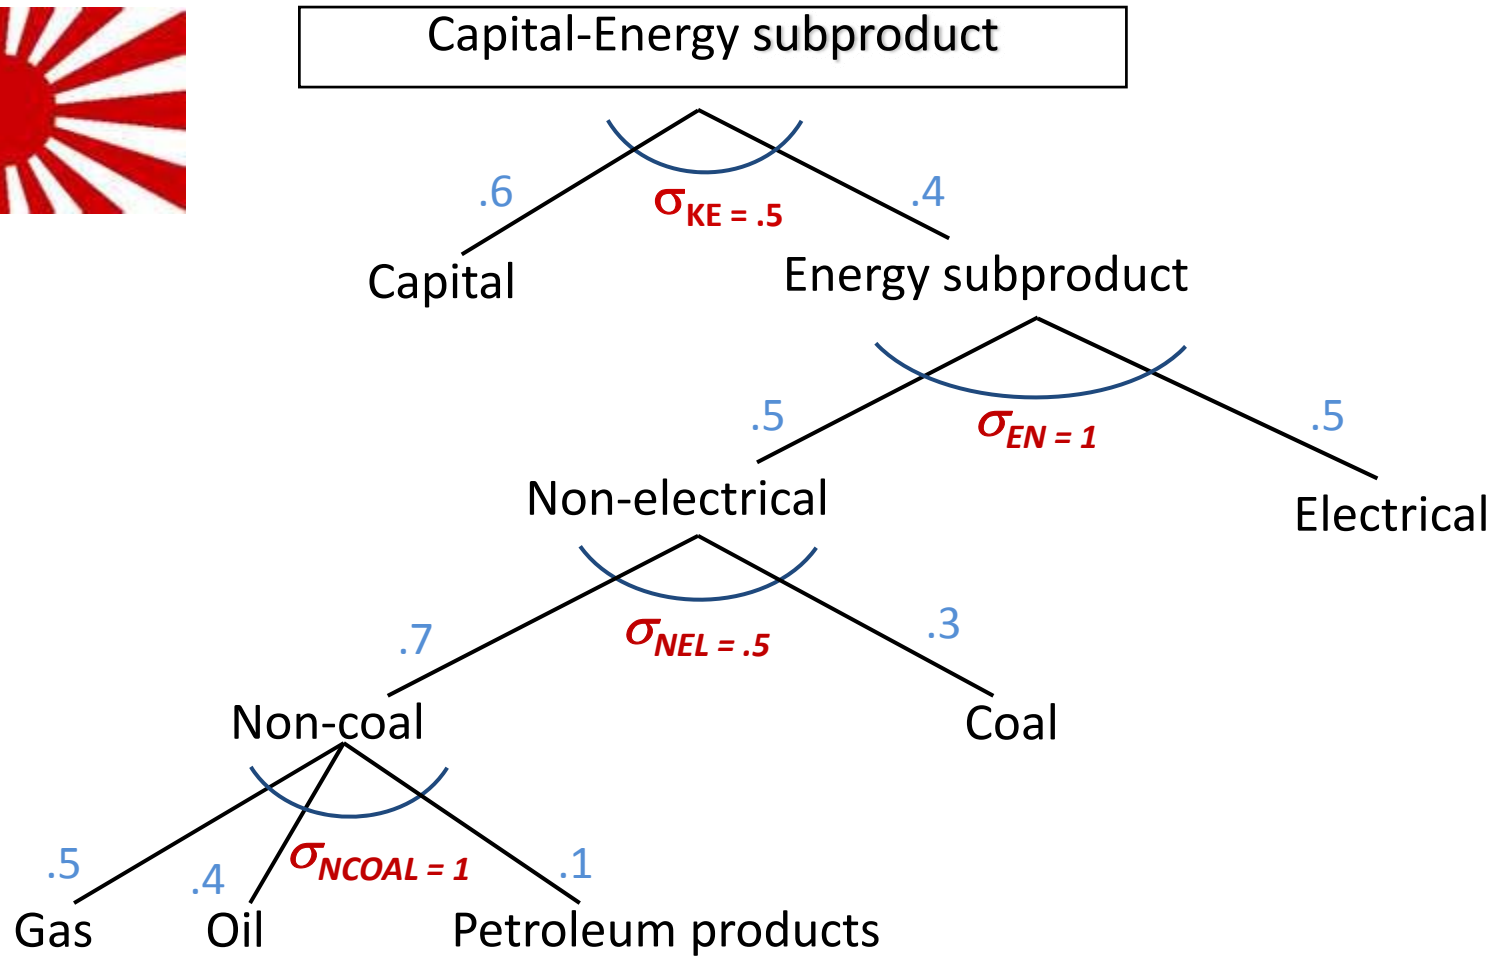 Capital-Energy subproduct
.6
σKE = .5
.4
Capital
Energy subproduct
.5
σEN = 1
.5
Non-electrical
Electrical
.7
σNEL = .5
.3
Non-coal
Coal
.5
.4
σNCOAL = 1
.1
Gas
Oil
Petroleum products